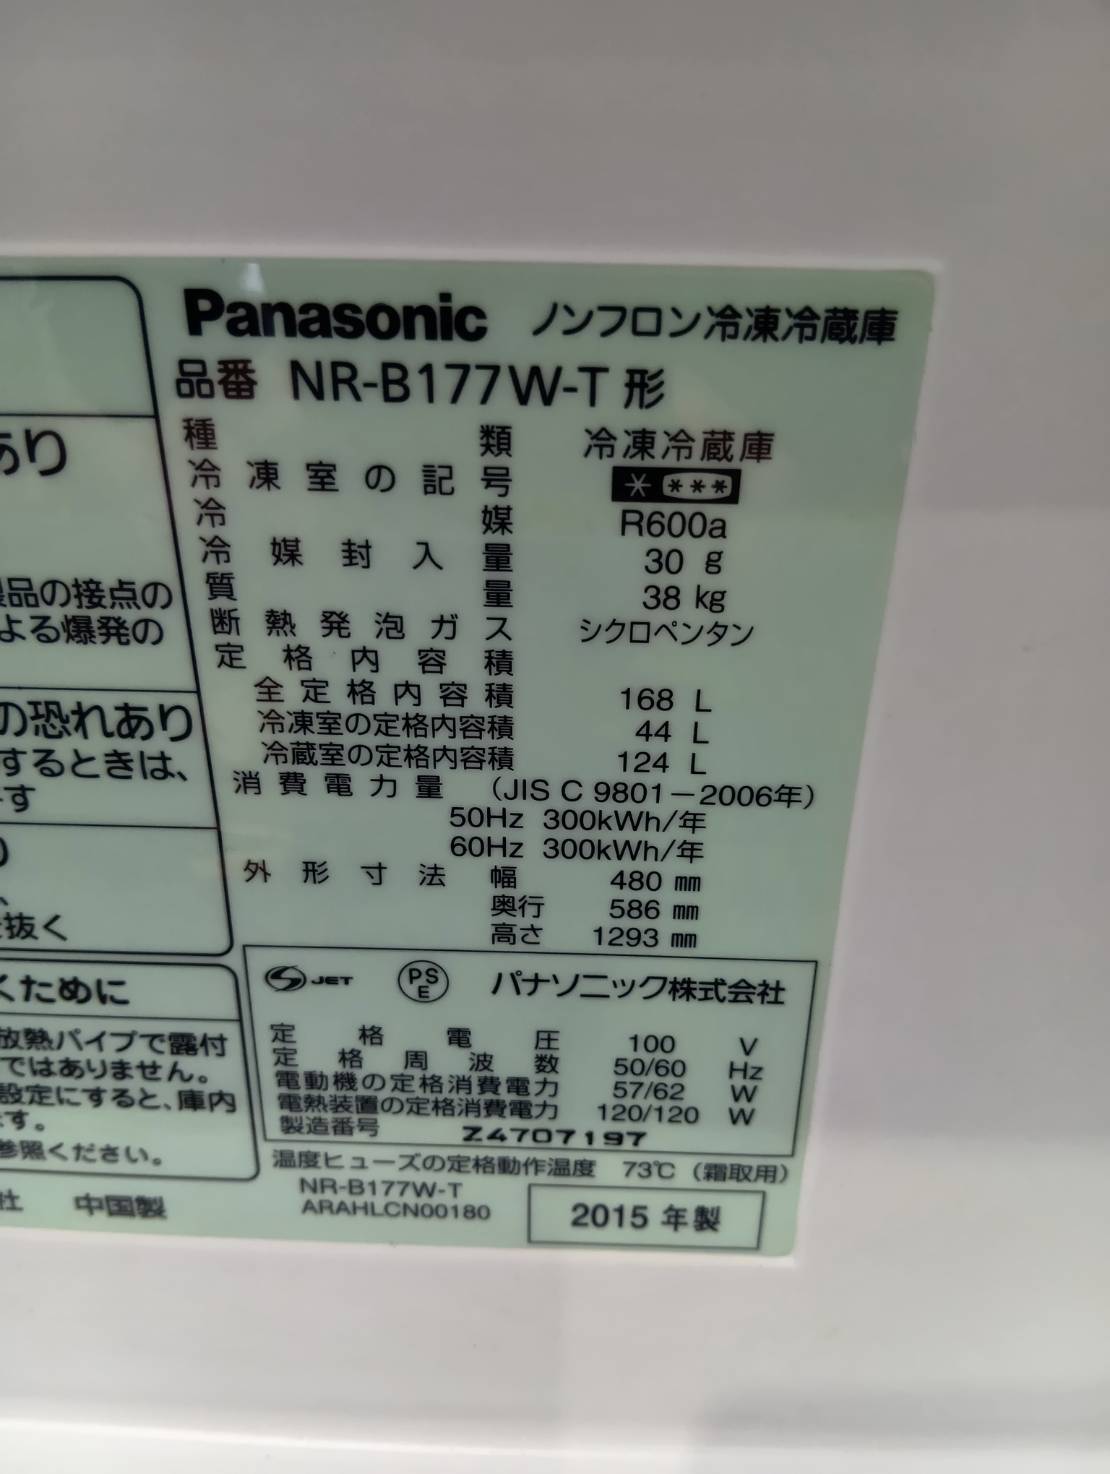 Panasonic ノンフロン冷凍冷蔵庫
品番 NR-B177W-T 形
種類 冷凍冷蔵庫
冷凍室の記号 * ***
冷媒 R600a
冷媒封入量 30 g
質量 38 kg
断熱発泡ガス シクロペンタン
定格内容積
全定格内容積 168 L
冷凍室の定格内容積 44 L
冷蔵室の定格内容積 124 L
消費電力量 (JIS C 9801-2006年)
50Hz 300kWh/年
60Hz 300kWh/年
外形寸法 幅 480 mm
奥行 586 mm
高さ 1293 mm
JET PSE パナソニック株式会社
定格電圧 100 V
定格周波数 50/60 Hz
電動機の定格消費電力 57/62 W
電熱装置の定格消費電力 120/120 W
製造番号 Z4707197
温度ヒューズの定格動作温度 73℃（霜取用）
NR-B177W-T
ARAHLCN00180
2015 年製
あり
品の接点の
よる爆発の
の恐れあり
するときは、
す
を抜く
くために
放熱パイプで露付
ではありません。
設定にすると、庫内
ます。
参照ください。
社 中国製